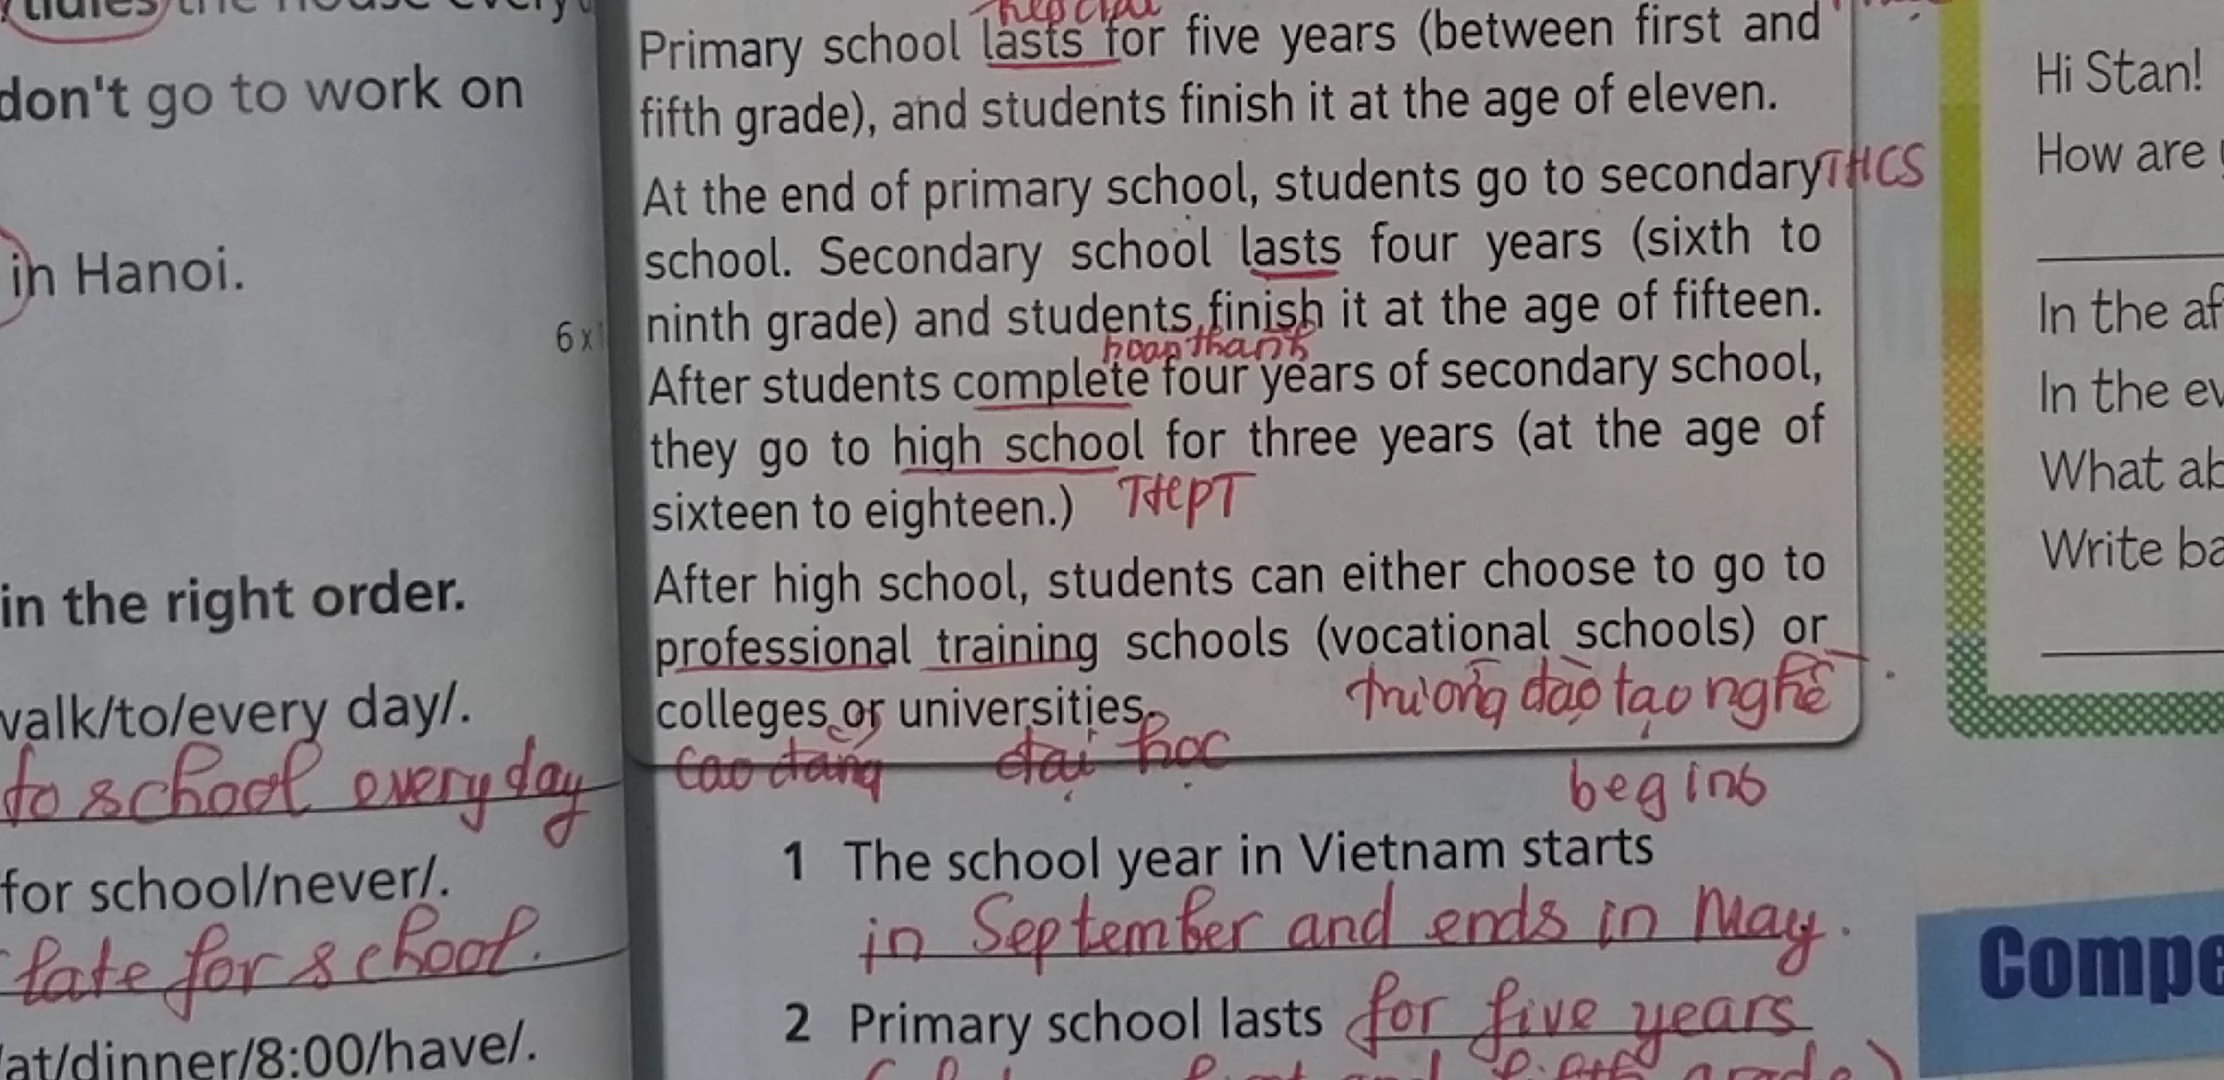 the house every
don't go to work on
in Hanoi.
6 x
in the right order.
walk/to/every day/.
to school everyday
for school/never/.
late for school.
at/dinner/8:00/have/.
Primary school lasts for five years (between first and
fifth grade), and students finish it at the age of eleven.
At the end of primary school, students go to secondary THCS
school. Secondary school lasts four years (sixth to
ninth grade) and students finish it at the age of fifteen.
hoàn thành
After students complete four years of secondary school,
they go to high school for three years (at the age of
sixteen to eighteen.) THPT
After high school, students can either choose to go to
professional training schools (vocational schools) or
trường đào tạo nghề
colleges or universities.
cao đẳng đại học
begins
1 The school year in Vietnam starts
in September and ends in May.
2 Primary school lasts for five years
Hi Stan!
How are
In the af
In the ev
What ab
Write ba
Compe